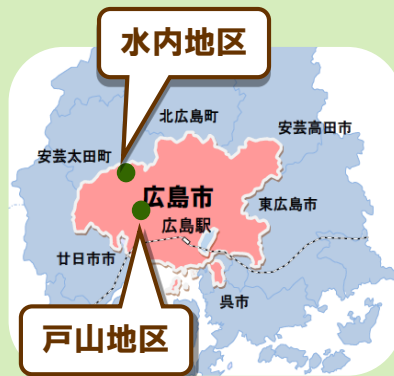 水内地区
北広島町
安芸高田市
安芸太田町
広島市
東広島市
広島駅
廿日市市
呉市
戸山地区